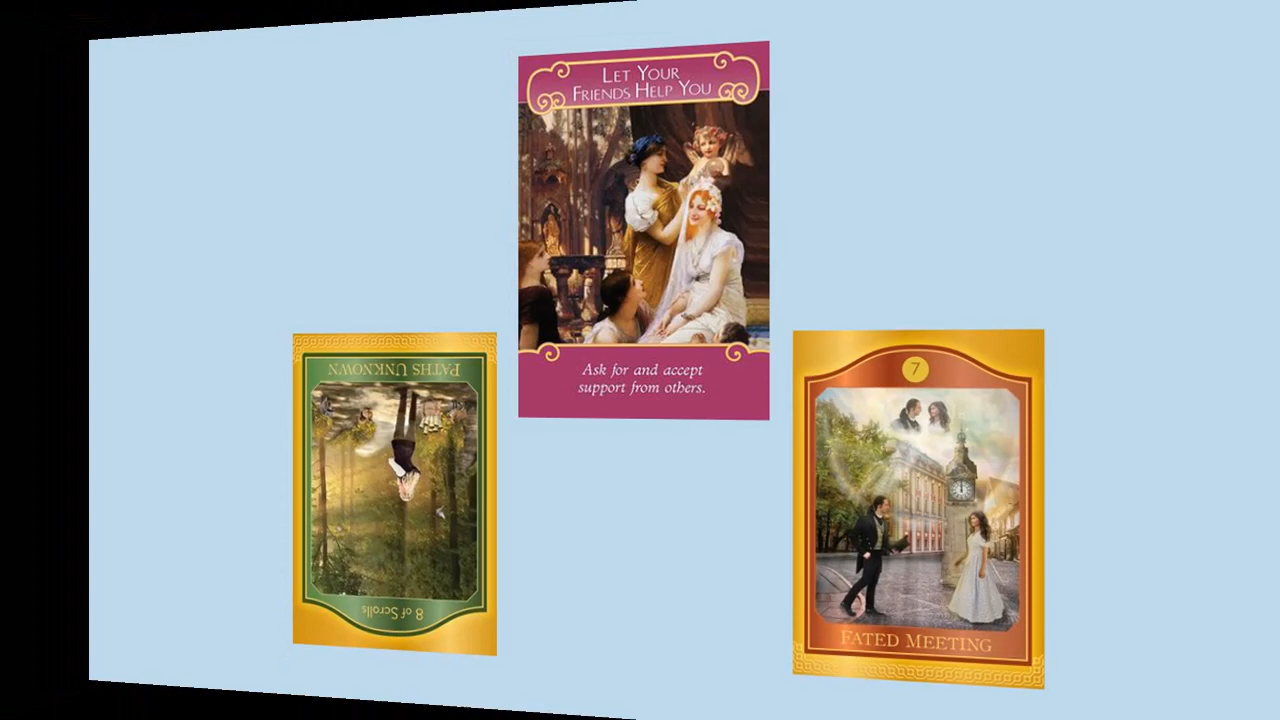 Let Your
Friends Help You
Ask for and accept
support from others.
Paths Unknown
8 of Scrolls
7
Fated Meeting